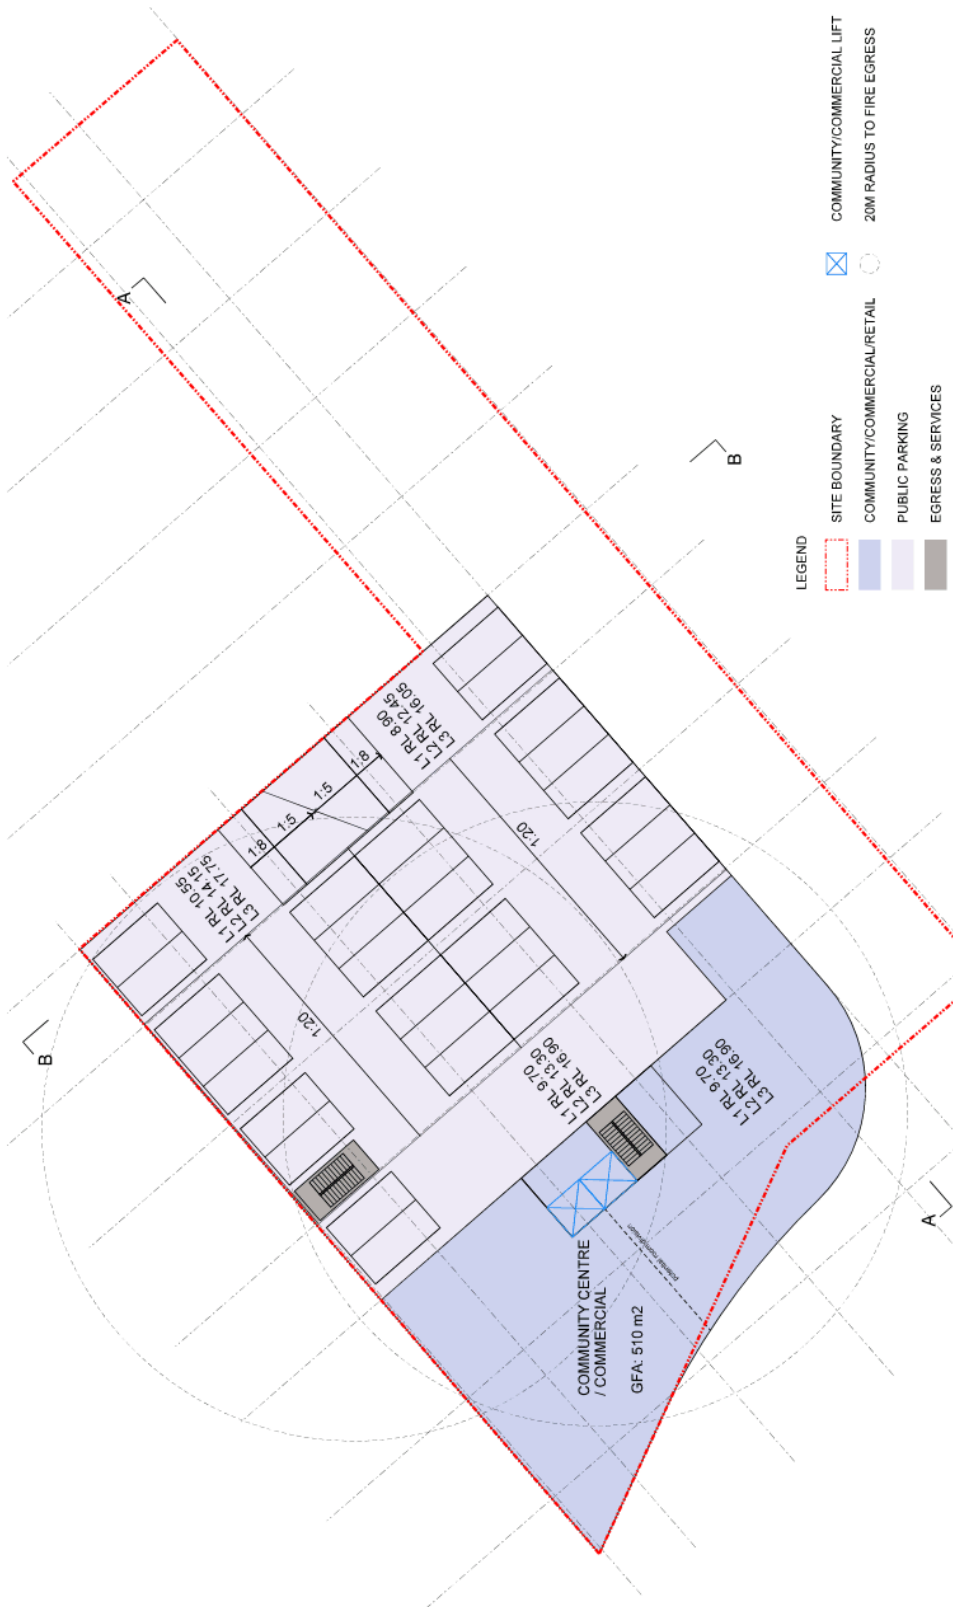 A
B
L1 RL 8.90
L2 RL 12.45
L3 RL 16.05
1:8
1:5
1:5
1:8
L1 RL 10.55
L2 RL 14.15
L3 RL 17.75
1:20
1:20
B
L1 RL 9.70
L2 RL 13.30
L3 RL 16.90
L1 RL 9.70
L2 RL 13.30
L3 RL 16.90
A
COMMUNITY CENTRE
/ COMMERCIAL
GFA: 510 m2
potential room division
LEGEND
SITE BOUNDARY
COMMUNITY/COMMERCIAL/RETAIL
PUBLIC PARKING
EGRESS & SERVICES
COMMUNITY/COMMERCIAL LIFT
20M RADIUS TO FIRE EGRESS